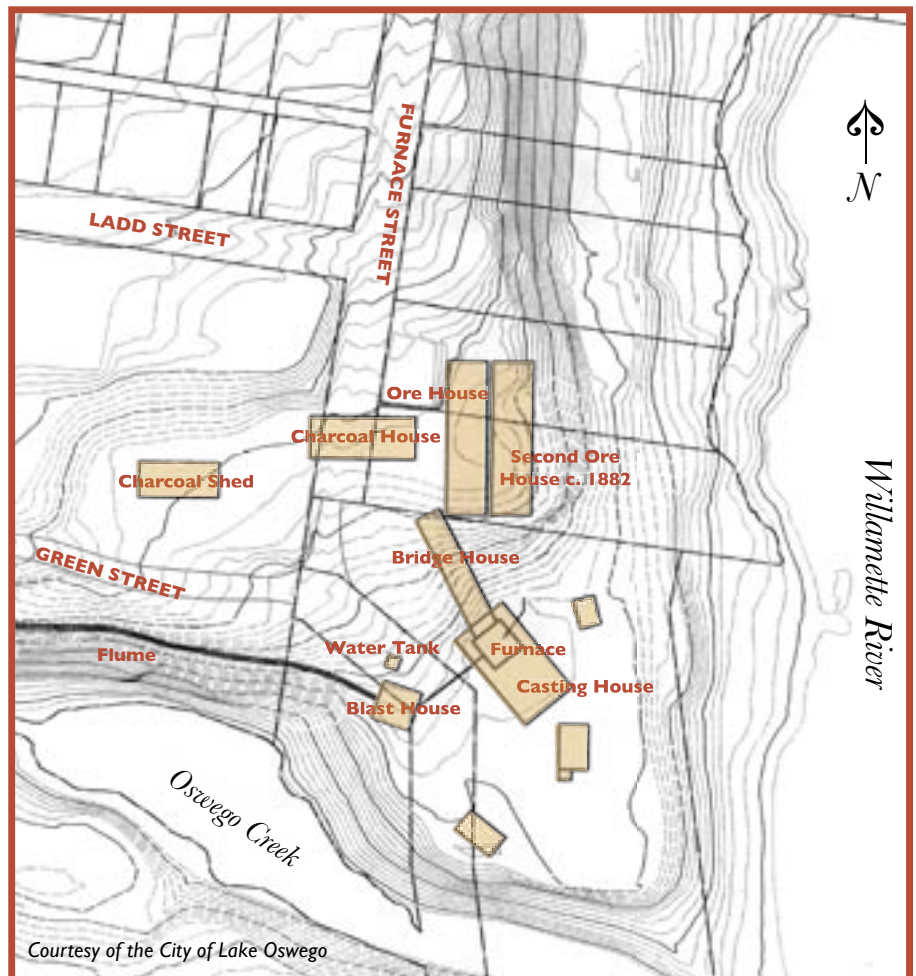 FURNACE STREET
LADD STREET
N
Ore House
Charcoal House
Second Ore
House c. 1882
Charcoal Shed
Willamette River
Bridge House
GREEN STREET
Water Tank
Furnace
Flume
Casting House
Blast House
Oswego Creek
Courtesy of the City of Lake Oswego